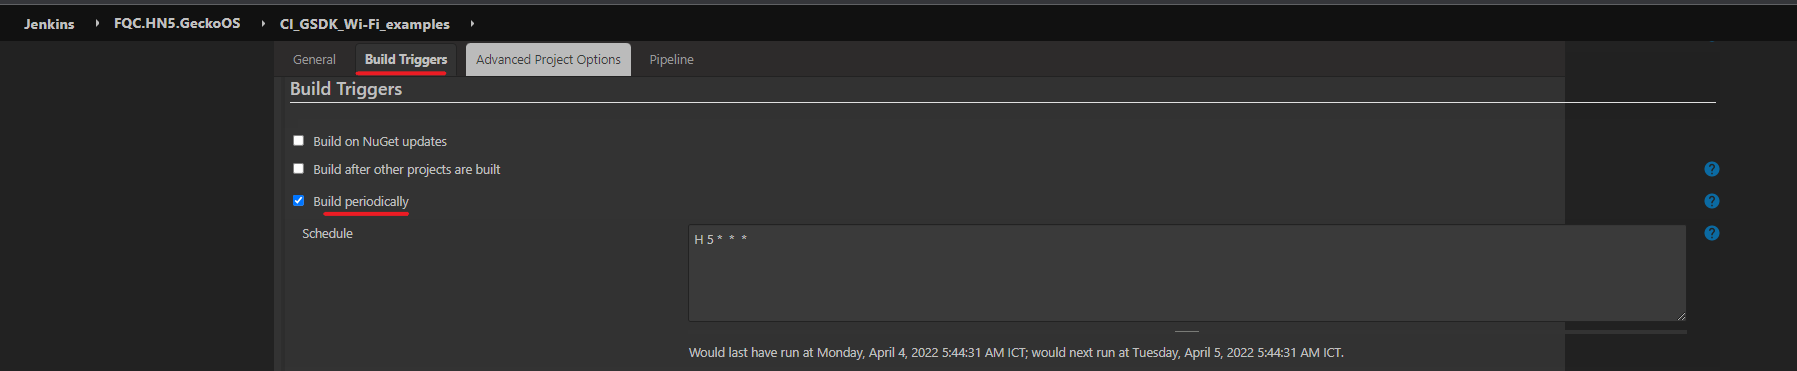 Jenkins FQC.HN5.GeckoOS CI_GSDK_Wi-Fi_examples
General Build Triggers Advanced Project Options Pipeline
Build Triggers
Build on NuGet updates
Build after other projects are built ?
Build periodically ?
Schedule H 5 * * * ?
Would last have run at Monday, April 4, 2022 5:44:31 AM ICT; would next run at Tuesday, April 5, 2022 5:44:31 AM ICT.